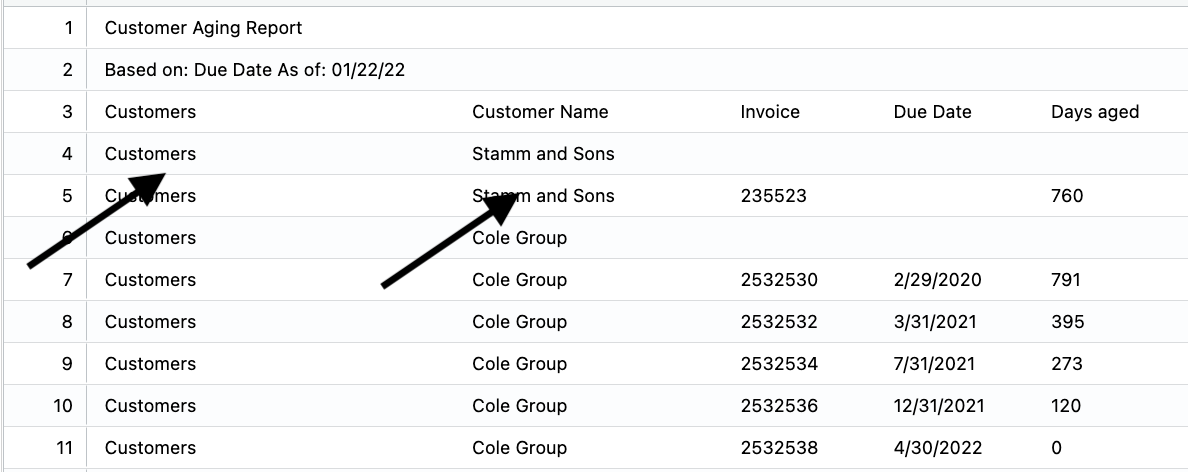 1 Customer Aging Report
2 Based on: Due Date As of: 01/22/22
3 Customers Customer Name Invoice Due Date Days aged
4 Customers Stamm and Sons
5 Customers Stamm and Sons 235523 760
6 Customers Cole Group
7 Customers Cole Group 2532530 2/29/2020 791
8 Customers Cole Group 2532532 3/31/2021 395
9 Customers Cole Group 2532534 7/31/2021 273
10 Customers Cole Group 2532536 12/31/2021 120
11 Customers Cole Group 2532538 4/30/2022 0